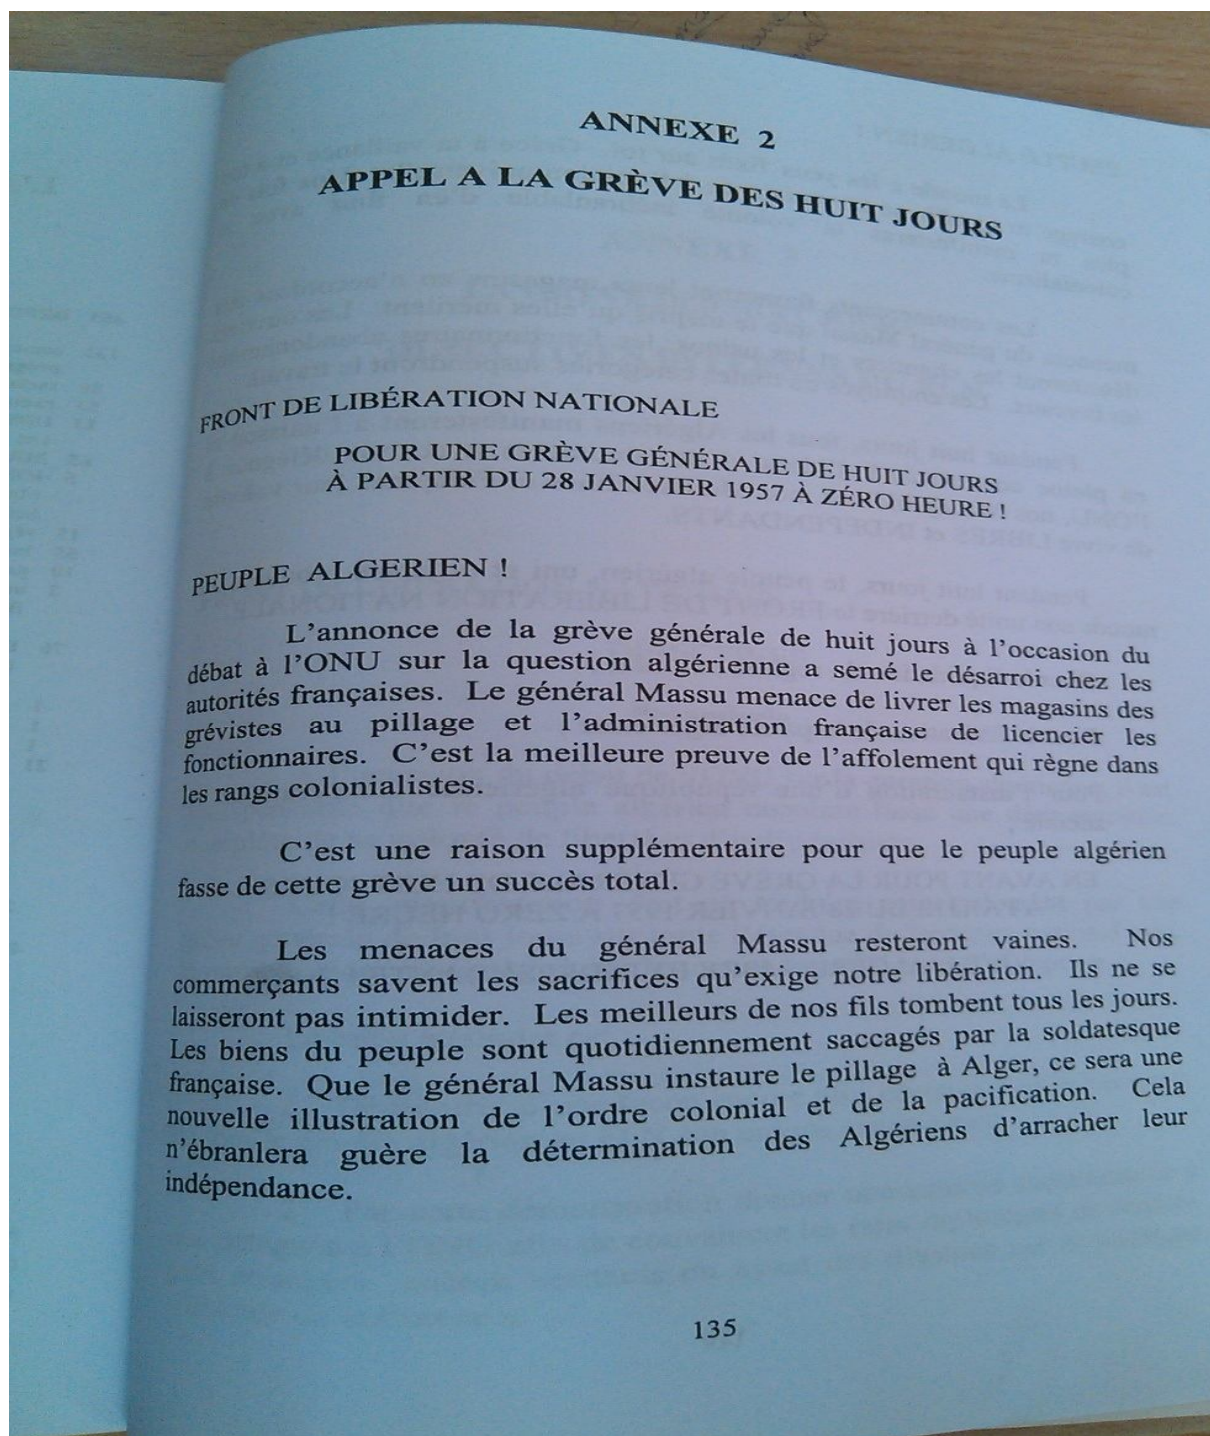 ANNEXE 2
APPEL A LA GRÈVE DES HUIT JOURS
FRONT DE LIBÉRATION NATIONALE
POUR UNE GRÈVE GÉNÉRALE DE HUIT JOURS
À PARTIR DU 28 JANVIER 1957 À ZÉRO HEURE !
PEUPLE ALGERIEN !
L'annonce de la grève générale de huit jours à l'occasion du
débat à l'ONU sur la question algérienne a semé le désarroi chez les
autorités françaises. Le général Massu menace de livrer les magasins des
grévistes au pillage et l'administration française de licencier les
fonctionnaires. C'est la meilleure preuve de l'affolement qui règne dans
les rangs colonialistes.
C'est une raison supplémentaire pour que le peuple algérien
fasse de cette grève un succès total.
Les menaces du général Massu resteront vaines. Nos
commerçants savent les sacrifices qu'exige notre libération. Ils ne se
laisseront pas intimider. Les meilleurs de nos fils tombent tous les jours.
Les biens du peuple sont quotidiennement saccagés par la soldatesque
française. Que le général Massu instaure le pillage à Alger, ce sera une
nouvelle illustration de l'ordre colonial et de la pacification. Cela
n'ébranlera guère la détermination des Algériens d'arracher leur
indépendance.
135